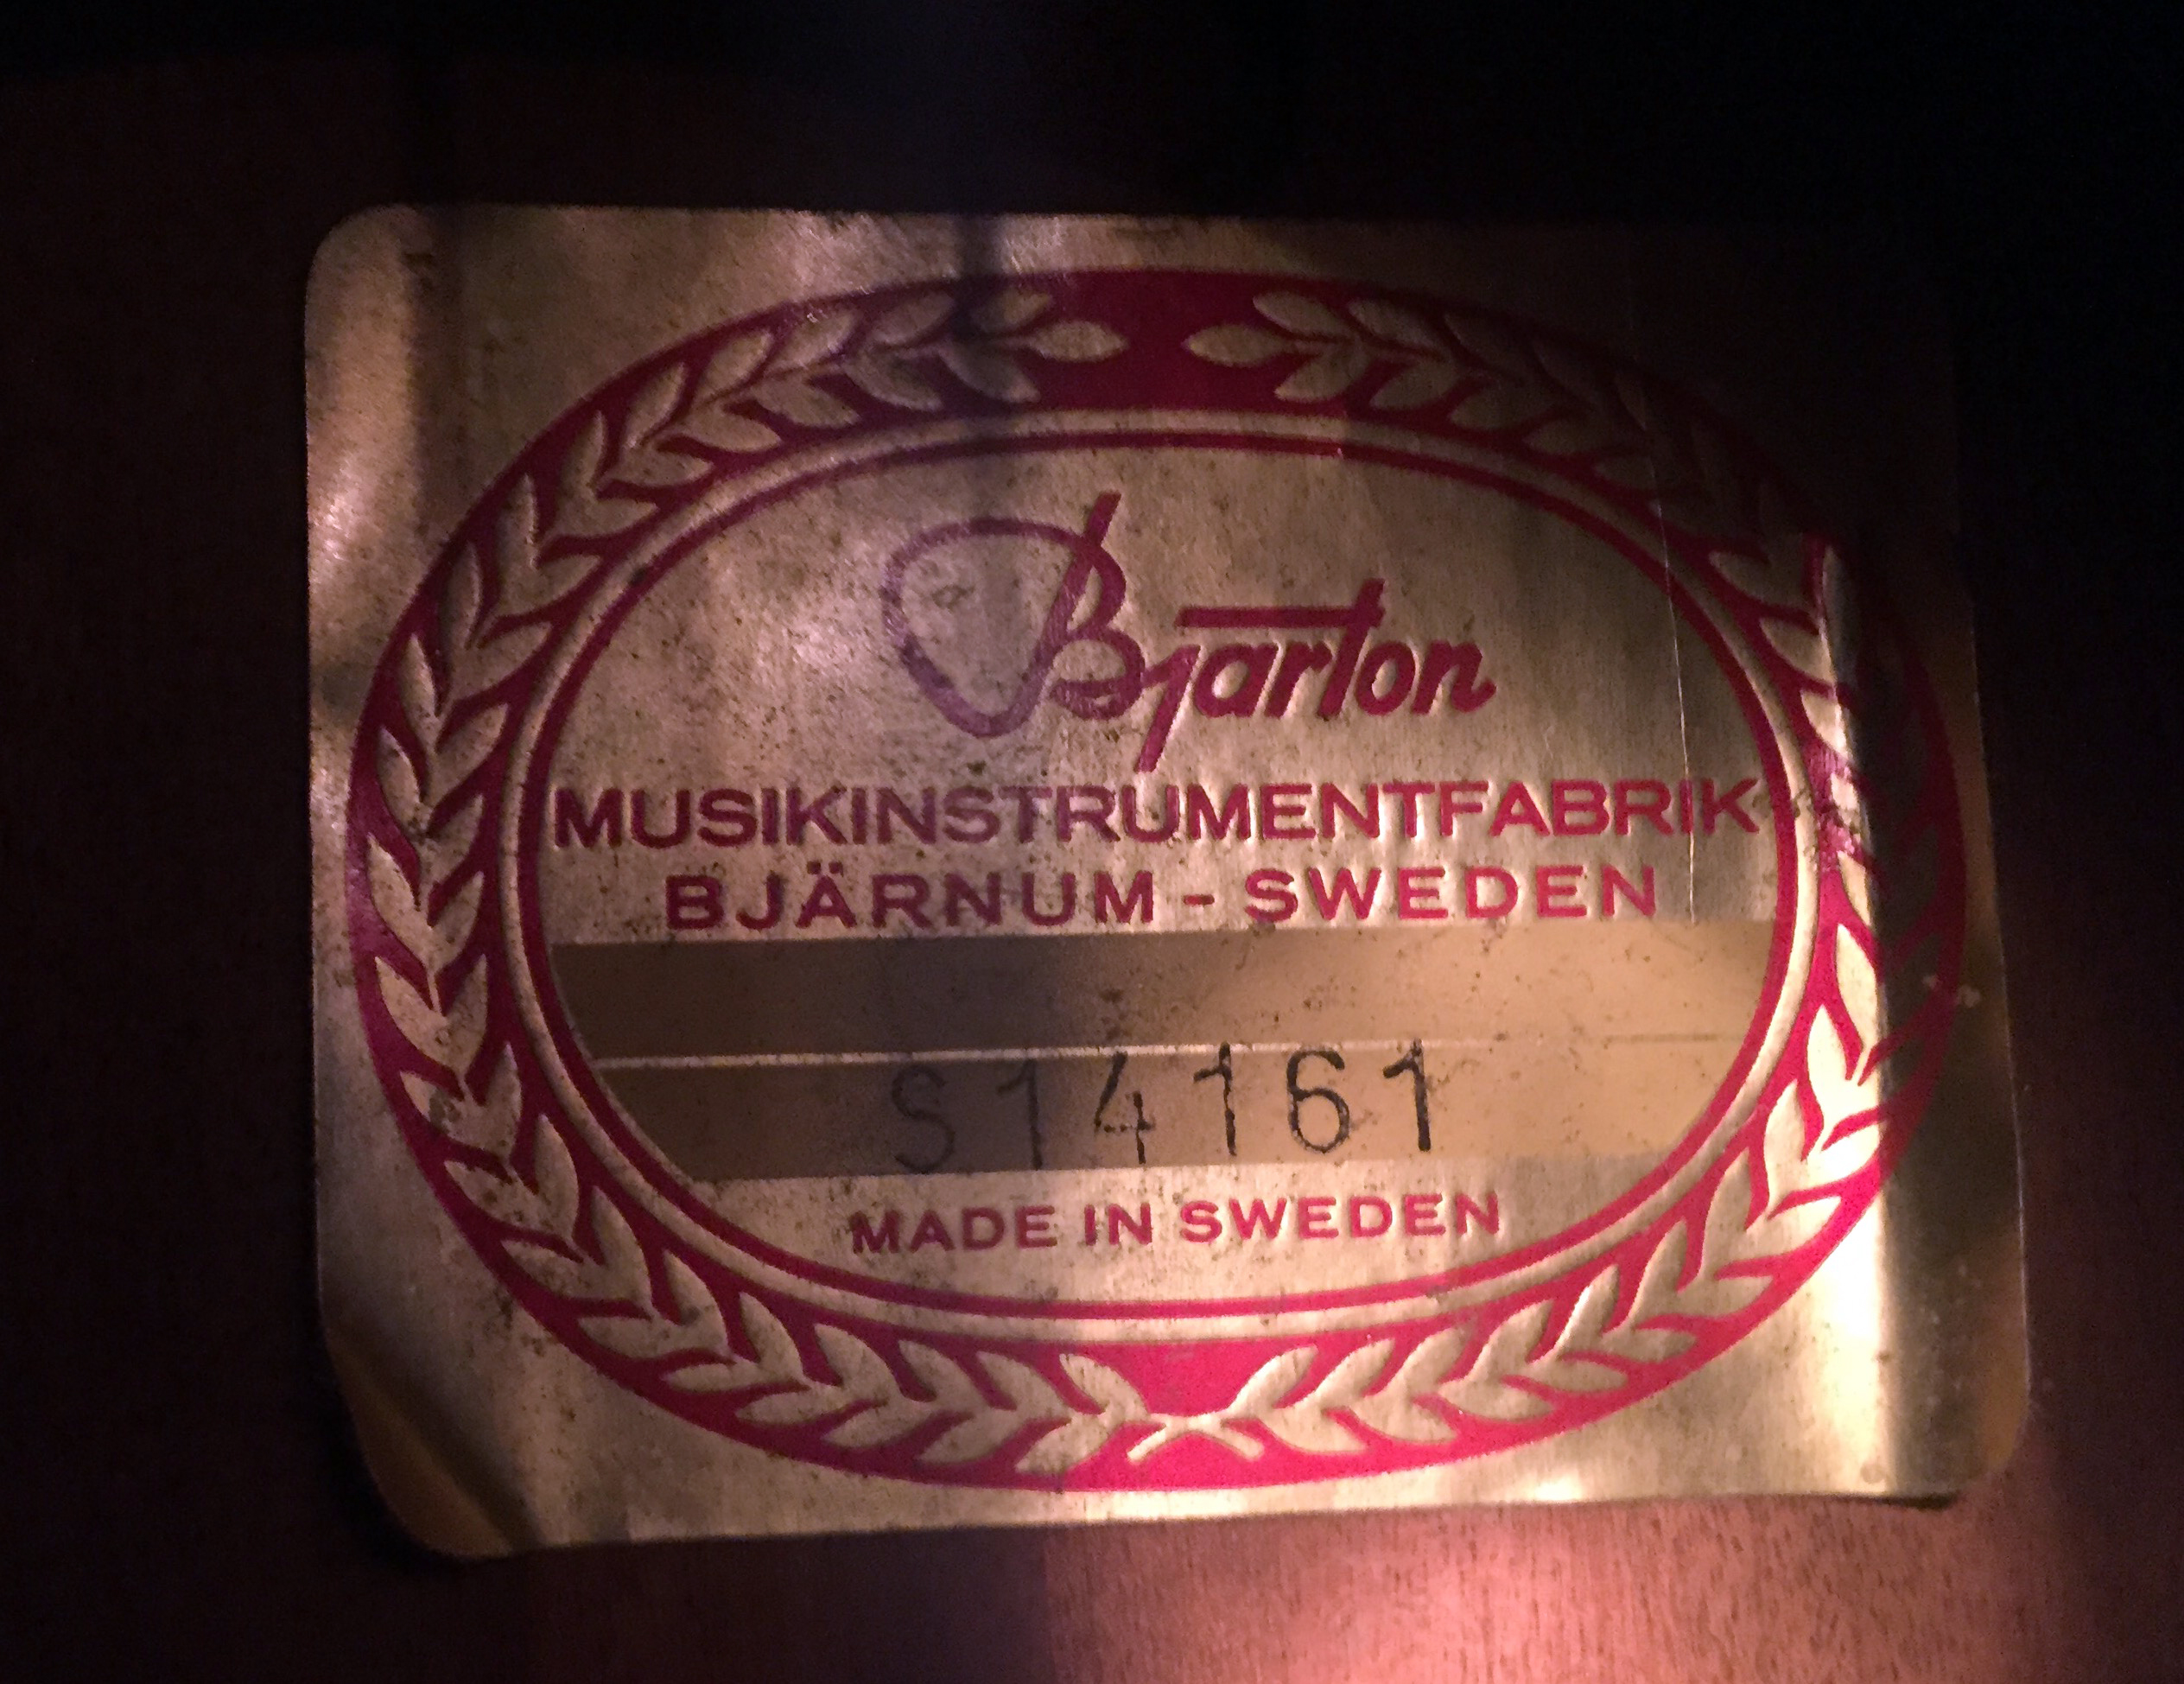 Bjarton
MUSIKINSTRUMENTFABRIK
BJÄRNUM - SWEDEN
S14161
MADE IN SWEDEN